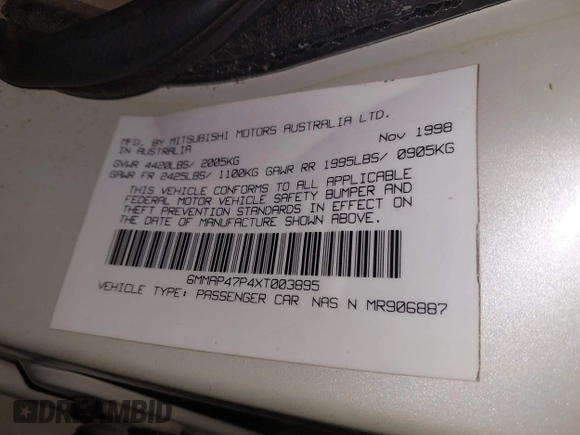 MFD. BY MITSUBISHI MOTORS AUSTRALIA LTD.
IN AUSTRALIA Nov 1998
GVWR 4420LBS/ 2005KG
GAWR FR 2425LBS/ 1100KG GAWR RR 1995LBS/ 0905KG
THIS VEHICLE CONFORMS TO ALL APPLICABLE
FEDERAL MOTOR VEHICLE SAFETY BUMPER AND
THEFT PREVENTION STANDARDS IN EFFECT ON
THE DATE OF MANUFACTURE SHOWN ABOVE.
6MMAP47P4XT003895
VEHICLE TYPE: PASSENGER CAR NAS N MR906887
DREAMBID